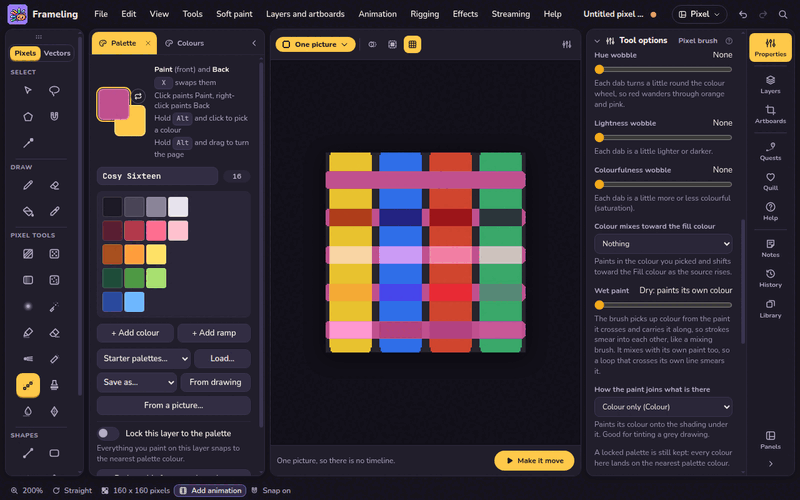 Frameling
File Edit View Tools Soft paint Layers and artboards Animation Rigging Effects Streaming Help
Untitled pixel ...
Pixel
Pixels Vectors
SELECT
DRAW
PIXEL TOOLS
SHAPES
Palette
Colours
Paint (front) and Back
X swaps them
Click paints Paint, right-
click paints Back
Hold Alt and click to pick
a colour
Hold Alt and drag to turn
the page
Cosy Sixteen 16
+ Add colour + Add ramp
Starter palettes... Load...
Save as... From drawing
From a picture...
Lock this layer to the palette
Everything you paint on this layer snaps to
the nearest palette colour.
One picture
One picture, so there is no timeline.
Make it move
Tool options Pixel brush
Hue wobble None
Each dab turns a little round the colour
wheel, so red wanders through orange
and pink.
Lightness wobble None
Each dab is a little lighter or darker.
Colourfulness wobble None
Each dab is a little more or less colourful
(saturation).
Colour mixes toward the fill colour
Nothing
Paints in the colour you picked and shifts
toward the Fill colour as the source rises.
Wet paint Dry: paints its own colour
The brush picks up colour from the paint
it crosses and carries it along, so strokes
smear into each other, like a mixing
brush. It mixes with its own paint too, so
a loop that crosses its own line smears
it.
How the paint joins what is there
Colour only (Colour)
Paints its colour onto the shading under
it. Good for tinting a grey drawing.
A locked palette is still kept: every colour
here lands on the nearest palette colour.
Properties
Layers
Artboards
Quests
Quill
Help
Notes
History
Library
Panels
200% Straight 160 x 160 pixels Add animation Snap on